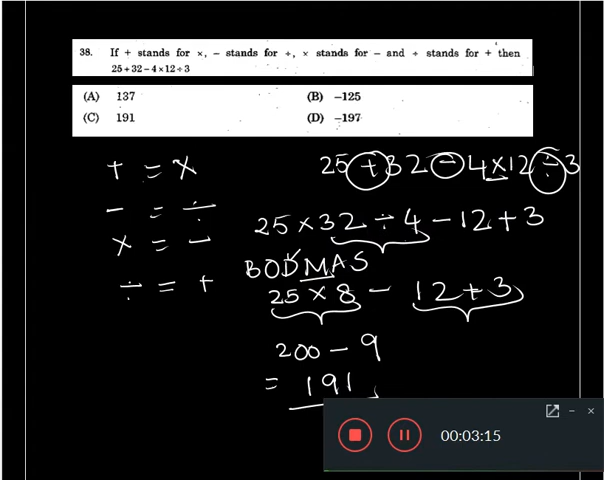 38. If + stands for ×, – stands for ÷, × stands for – and ÷ stands for + then
25+32–4×12÷3
(A) 137 (B) –125
(C) 191 (D) –197
+ = × 25+32–4×12÷3
– = ÷ 25×32÷4–12+3
× = –
BODMAS
÷ = + 25×8 – 12+3
200 – 9
= 191
00:03:15